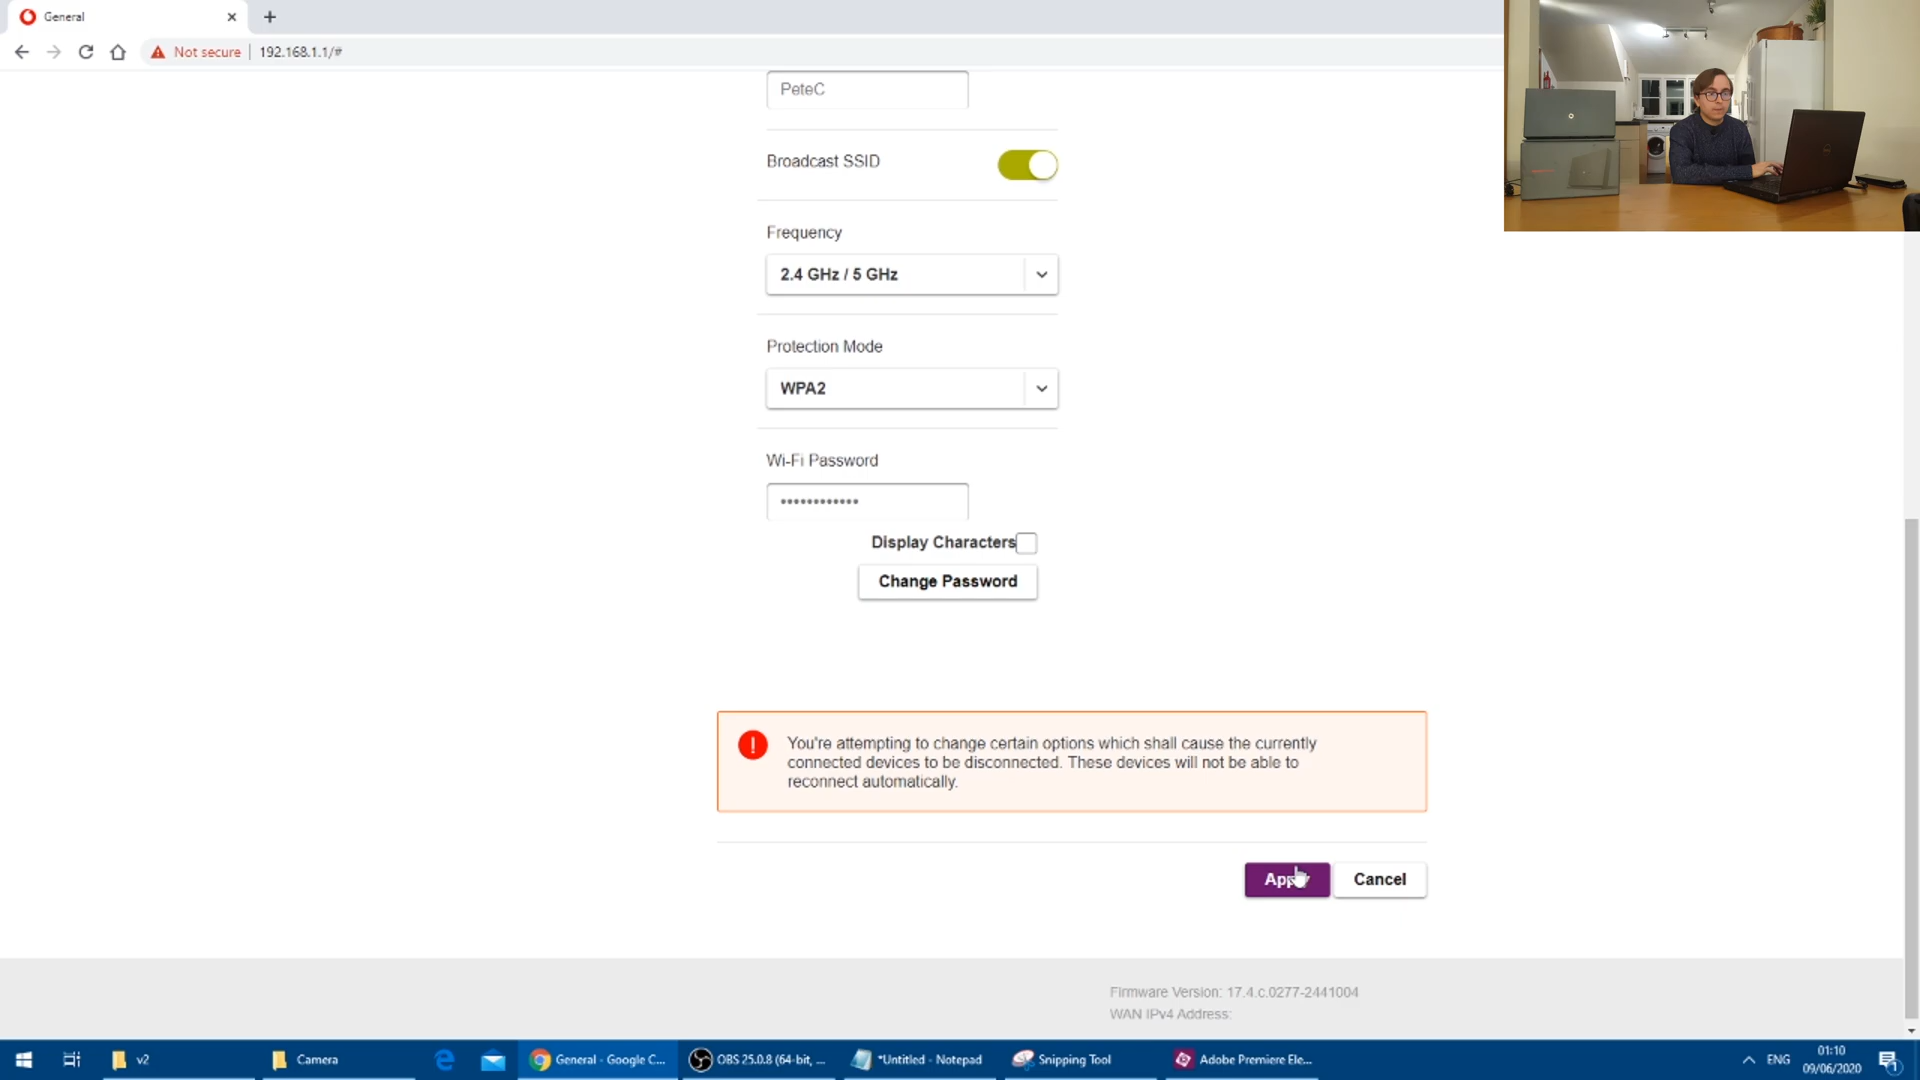 General
Not secure
192.168.1.1/#
PeteC
Broadcast SSID
Frequency
2.4 GHz / 5 GHz
Protection Mode
WPA2
Wi-Fi Password
••••••••••••
Display Characters
Change Password
You're attempting to change certain options which shall cause the currently
connected devices to be disconnected. These devices will not be able to
reconnect automatically.
Cancel
Firmware Version: 17.4.c.0277-2441004
WAN IPv4 Address:
v2
Camera
General - Google C...
OBS 25.0.8 (64-bit, ...
*Untitled - Notepad
Snipping Tool
Adobe Premiere Ele...
ENG
01:10
09/06/2020